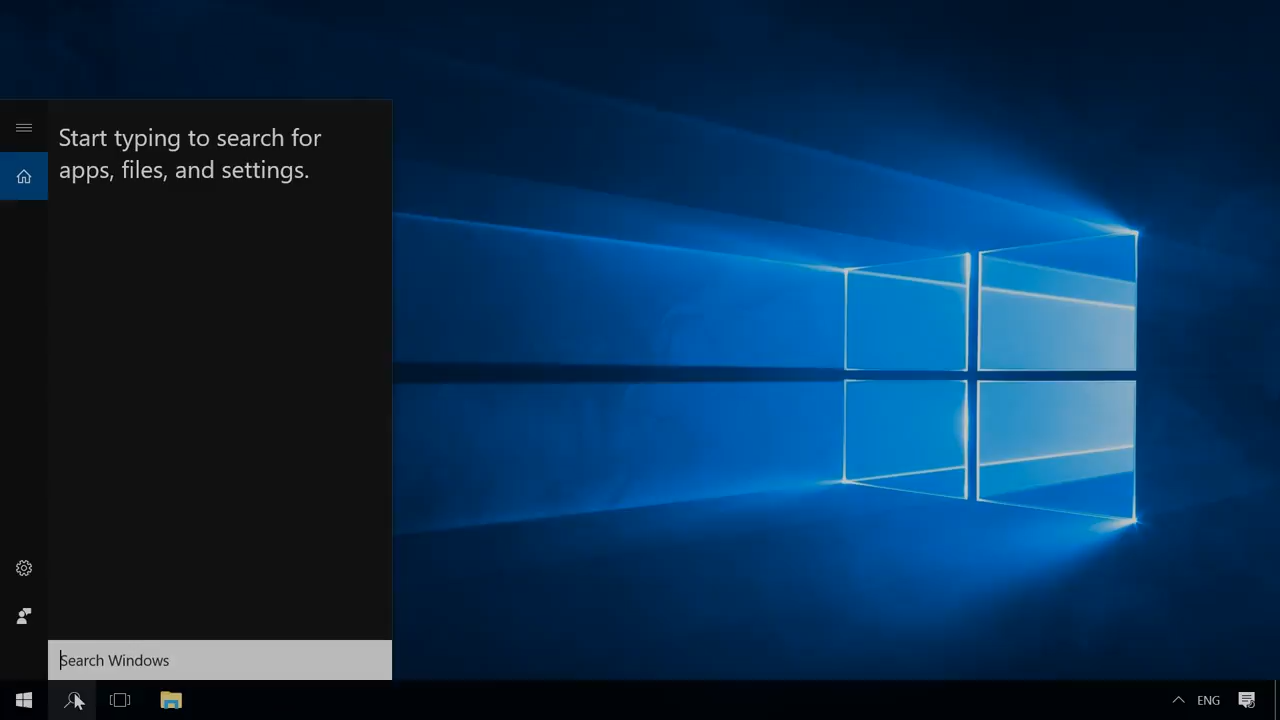 Start typing to search for
apps, files, and settings.
Search Windows
ENG